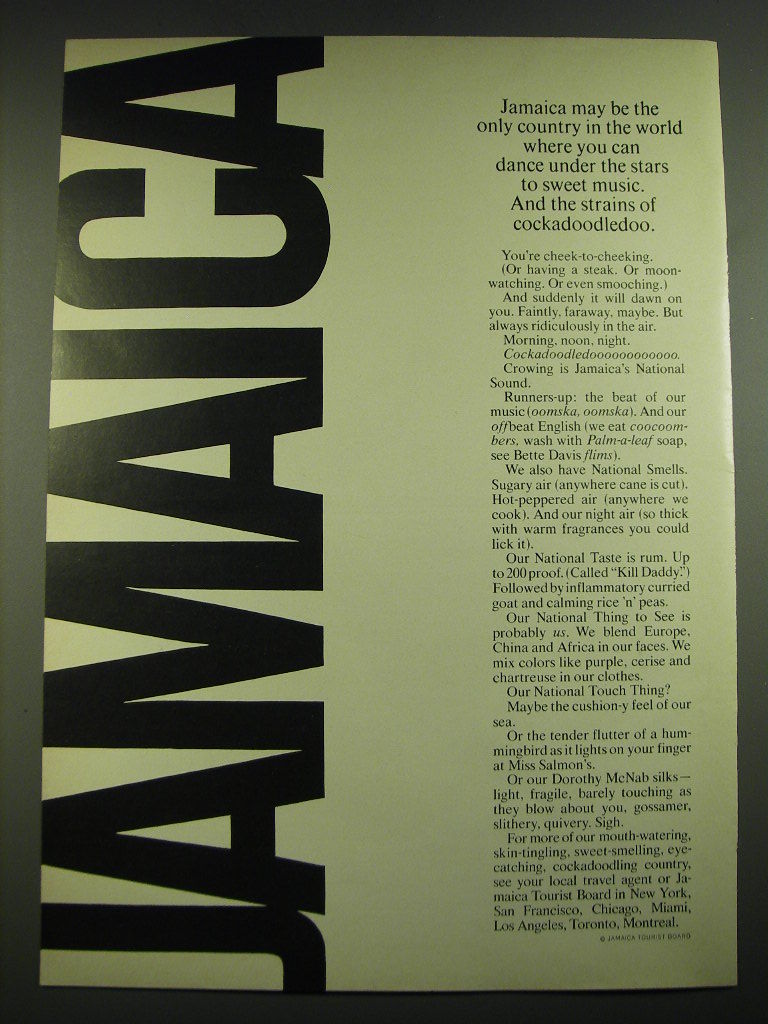 JAMAICA
Jamaica may be the
only country in the world
where you can
dance under the stars
to sweet music.
And the strains of
cockadoodledoo.
You're cheek-to-cheeking.
(Or having a steak. Or moon-
watching. Or even smooching.)
And suddenly it will dawn on
you. Faintly, faraway, maybe. But
always ridiculously in the air.
Morning, noon, night.
Cockadoodledoooooooooooo.
Crowing is Jamaica's National
Sound.
Runners-up: the beat of our
music (oomska, oomska). And our
offbeat English (we eat coocoom-
bers, wash with Palm-a-leaf soap,
see Bette Davis flims).
We also have National Smells.
Sugary air (anywhere cane is cut).
Hot-peppered air (anywhere we
cook). And our night air (so thick
with warm fragrances you could
lick it).
Our National Taste is rum. Up
to 200 proof. (Called "Kill Daddy.")
Followed by inflammatory curried
goat and calming rice 'n' peas.
Our National Thing to See is
probably us. We blend Europe,
China and Africa in our faces. We
mix colors like purple, cerise and
chartreuse in our clothes.
Our National Touch Thing?
Maybe the cushion-y feel of our
sea.
Or the tender flutter of a hum-
mingbird as it lights on your finger
at Miss Salmon's.
Or our Dorothy McNab silks—
light, fragile, barely touching as
they blow about you, gossamer,
slithery, quivery. Sigh.
For more of our mouth-watering,
skin-tingling, sweet-smelling, eye-
catching, cockadoodling country,
see your local travel agent or Ja-
maica Tourist Board in New York,
San Francisco, Chicago, Miami,
Los Angeles, Toronto, Montreal.
© JAMAICA TOURIST BOARD